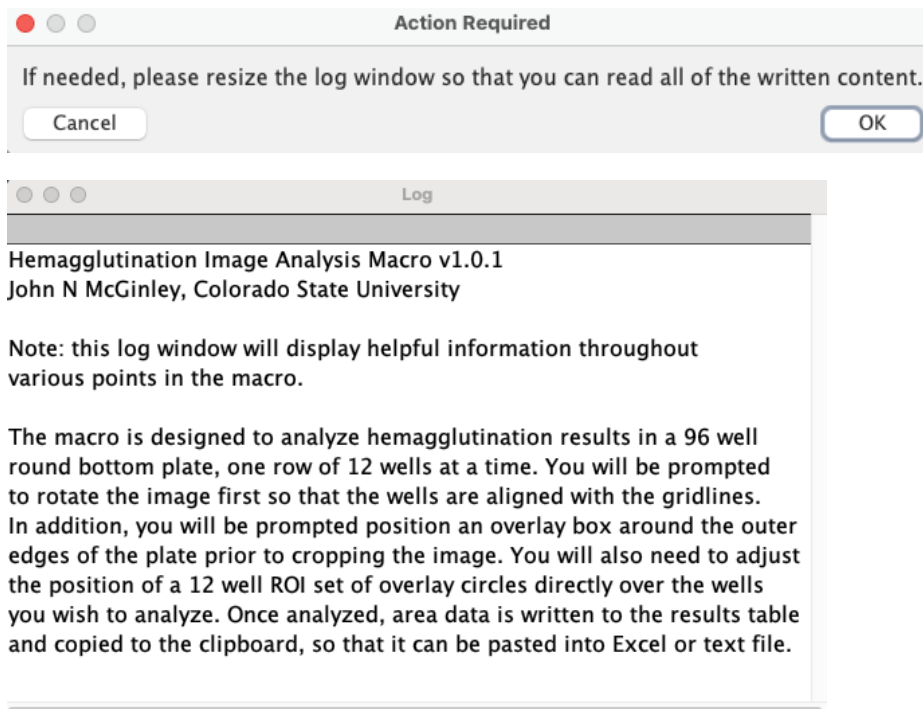 Action Required
If needed, please resize the log window so that you can read all of the written content.
Cancel
OK
Log
Hemagglutination Image Analysis Macro v1.0.1
John N McGinley, Colorado State University
Note: this log window will display helpful information throughout
various points in the macro.
The macro is designed to analyze hemagglutination results in a 96 well
round bottom plate, one row of 12 wells at a time. You will be prompted
to rotate the image first so that the wells are aligned with the gridlines.
In addition, you will be prompted position an overlay box around the outer
edges of the plate prior to cropping the image. You will also need to adjust
the position of a 12 well ROI set of overlay circles directly over the wells
you wish to analyze. Once analyzed, area data is written to the results table
and copied to the clipboard, so that it can be pasted into Excel or text file.